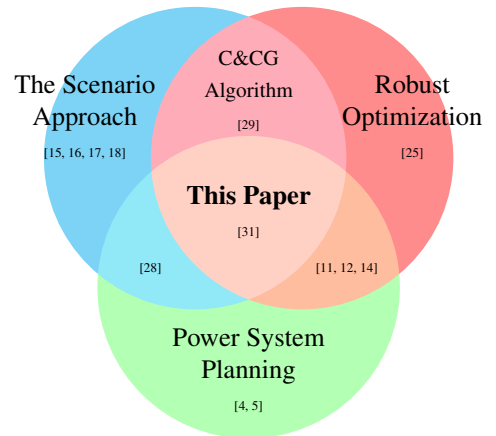 C&CG
Algorithm
[29]
The Scenario
Approach
[15, 16, 17, 18]
Robust
Optimization
[25]
This Paper
[31]
[28]
[11, 12, 14]
Power System
Planning
[4, 5]